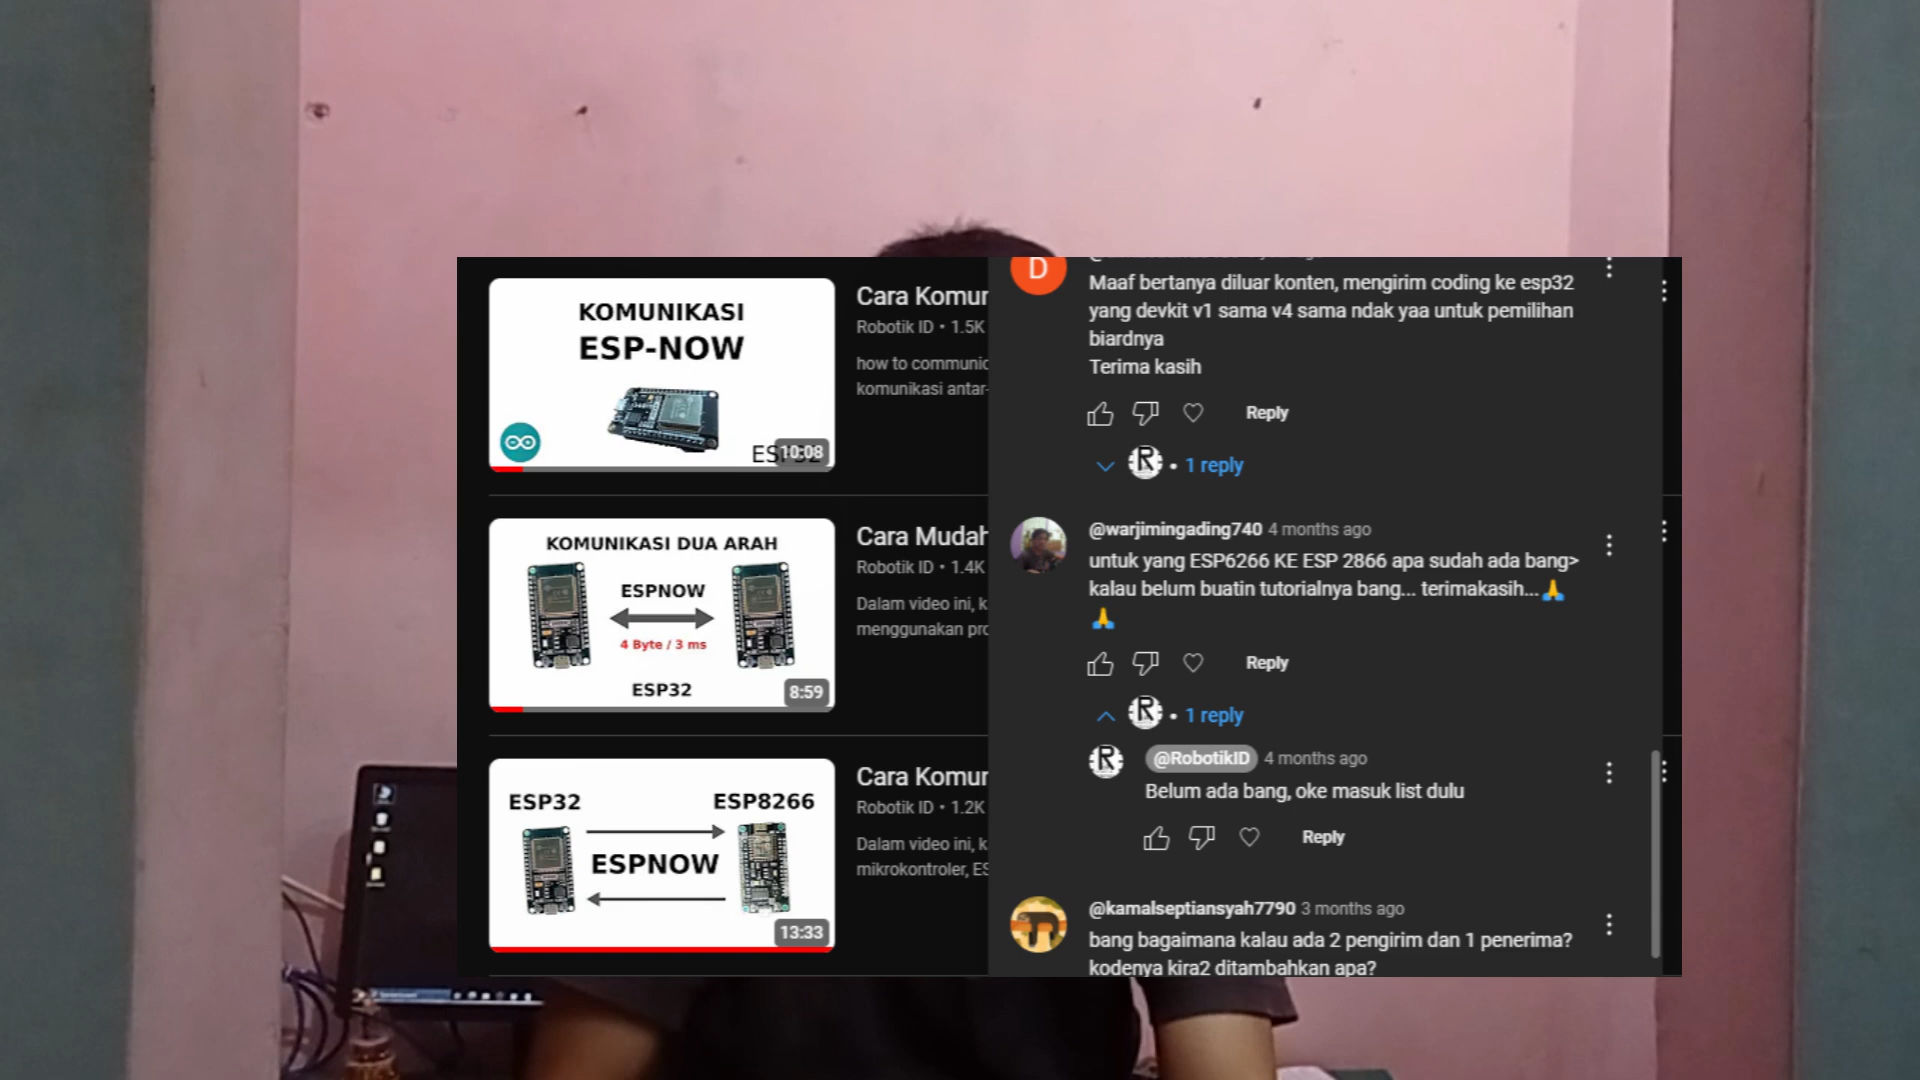 KOMUNIKASI
ESP-NOW
10:08
Cara Komur
Robotik ID • 1.5K
how to communic
komunikasi antar-
KOMUNIKASI DUA ARAH
ESPNOW
4 Byte / 3 ms
ESP32
8:59
Cara Mudah
Robotik ID • 1.4K
Dalam video ini, k
menggunakan pro
ESP32
ESP8266
ESPNOW
13:33
Cara Komur
Robotik ID • 1.2K
Dalam video ini, k
mikrokontroler, ES
D
Maaf bertanya diluar konten, mengirim coding ke esp32
yang devkit v1 sama v4 sama ndak yaa untuk pemilihan
biardnya
Terima kasih
Reply
R • 1 reply
@warjimingading740 4 months ago
untuk yang ESP6266 KE ESP 2866 apa sudah ada bang>
kalau belum buatin tutorialnya bang... terimakasih...🙏
🙏
Reply
R • 1 reply
R @RobotikID 4 months ago
Belum ada bang, oke masuk list dulu
Reply
@kamalseptiansyah7790 3 months ago
bang bagaimana kalau ada 2 pengirim dan 1 penerima?
kodenya kira2 ditambahkan apa?